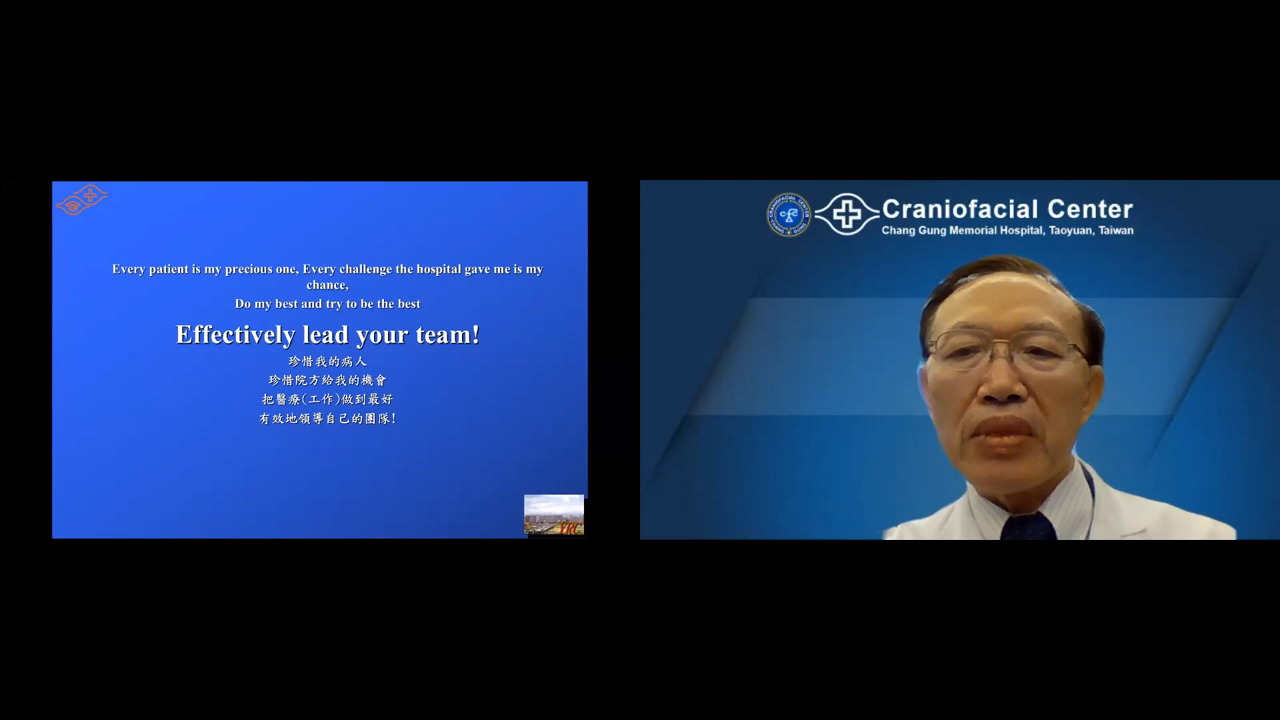 Every patient is my precious one, Every challenge the hospital gave me is my
chance,
Do my best and try to be the best
Effectively lead your team!
珍惜我的病人
珍惜院方給我的機會
把醫療(工作)做到最好
有效地領導自己的團隊!
Craniofacial Center
Chang Gung Memorial Hospital, Taoyuan, Taiwan